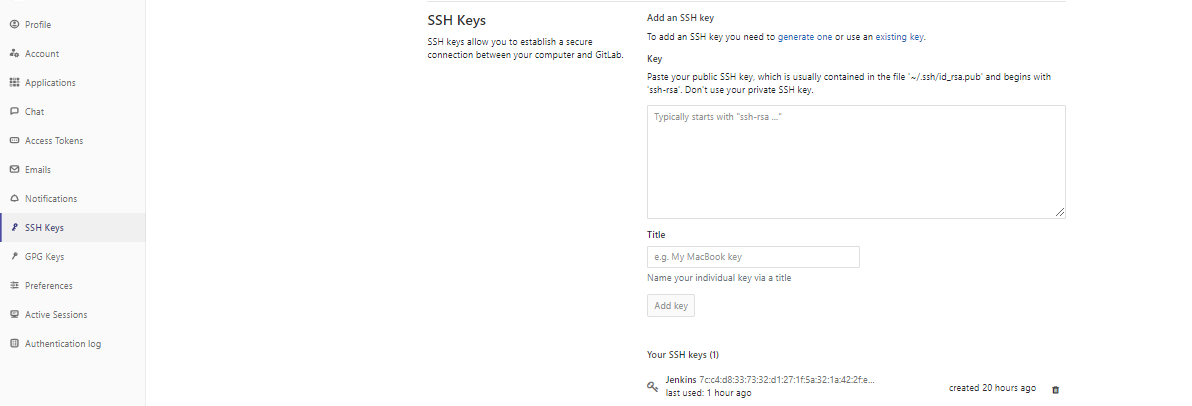 Profile
Account
Applications
Chat
Access Tokens
Emails
Notifications
SSH Keys
GPG Keys
Preferences
Active Sessions
Authentication log
SSH Keys
SSH keys allow you to establish a secure
connection between your computer and GitLab.
Add an SSH key
To add an SSH key you need to generate one or use an existing key.
Key
Paste your public SSH key, which is usually contained in the file '~/.ssh/id_rsa.pub' and begins with
'ssh-rsa'. Don't use your private SSH key.
Typically starts with "ssh-rsa ..."
Title
e.g. My MacBook key
Name your individual key via a title
Add key
Your SSH keys (1)
Jenkins 7c:c4:d8:33:73:32:d1:27:1f:5a:32:1a:42:2f:e...
last used: 1 hour ago
created 20 hours ago